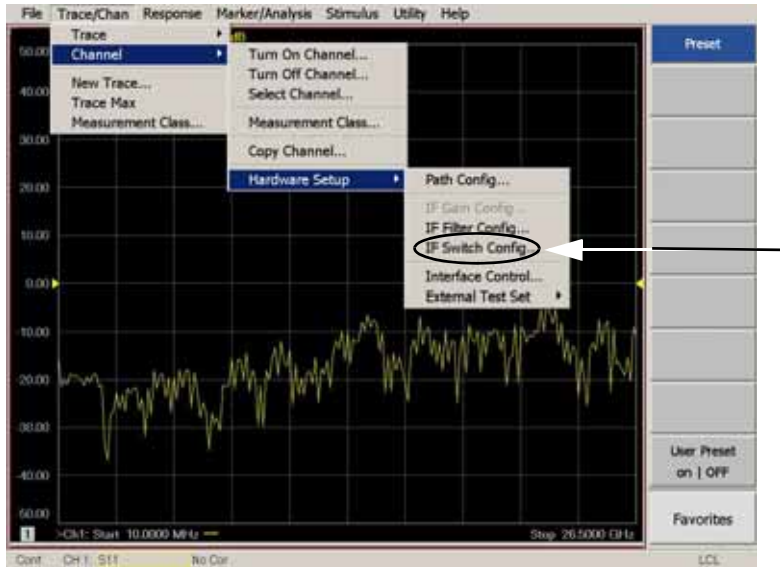 File Trace/Chan Response Marker/Analysis Stimulus Utility Help
Trace
Channel
New Trace...
Trace Max
Measurement Class...
Turn On Channel...
Turn Off Channel...
Select Channel...
Measurement Class...
Copy Channel...
Hardware Setup
Path Config...
IF Gain Config...
IF Filter Config...
IF Switch Config...
Interface Control...
External Test Set
Preset
User Preset
on | OFF
Favorites
40.00
30.00
20.00
10.00
0.00
-10.00
-20.00
-30.00
-40.00
1 >Ch1: Start 10.0000 MHz
Stop 26.5000 GHz
Cont. CH 1: S11 No Cor LCL